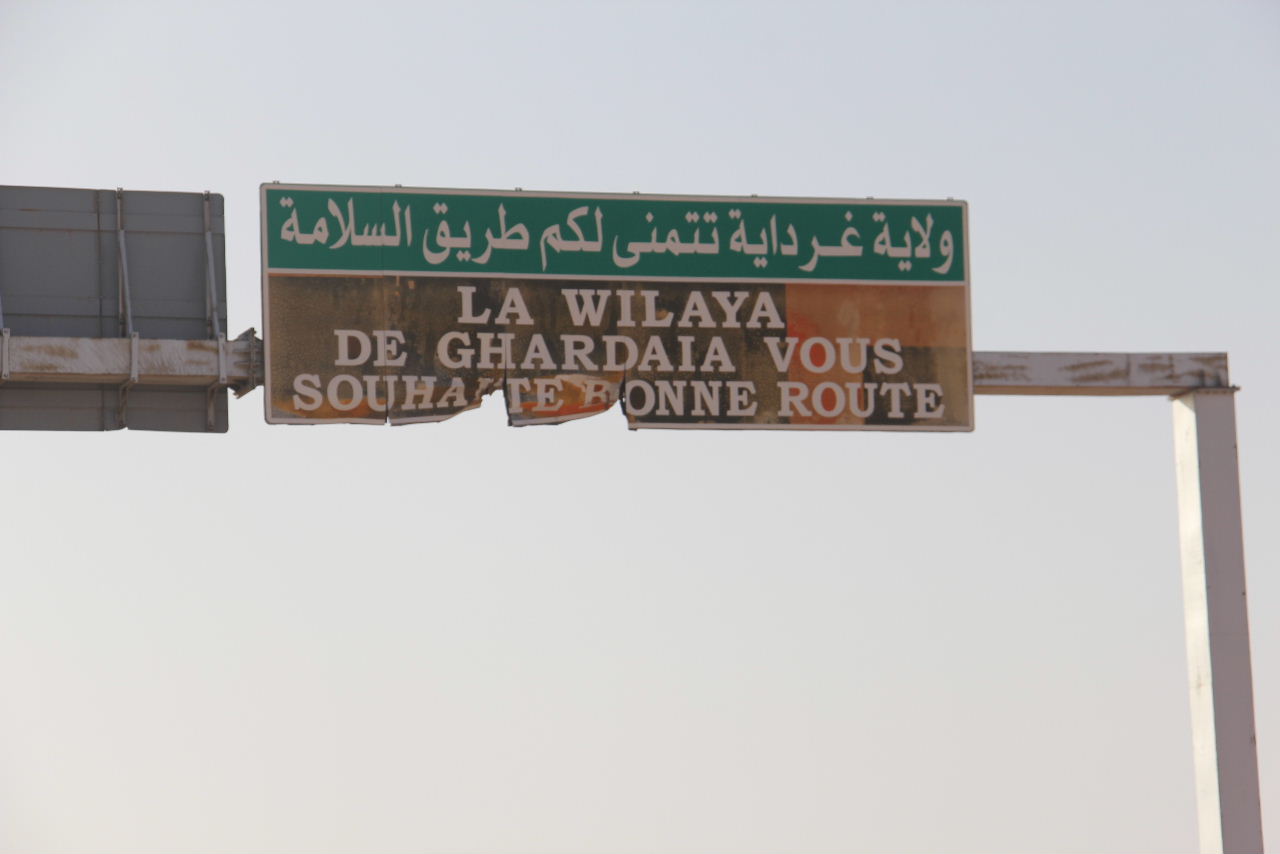 ولاية غرداية تتمنى لكم طريق السلامة
LA WILAYA
DE GHARDAIA VOUS
SOUHAITE BONNE ROUTE